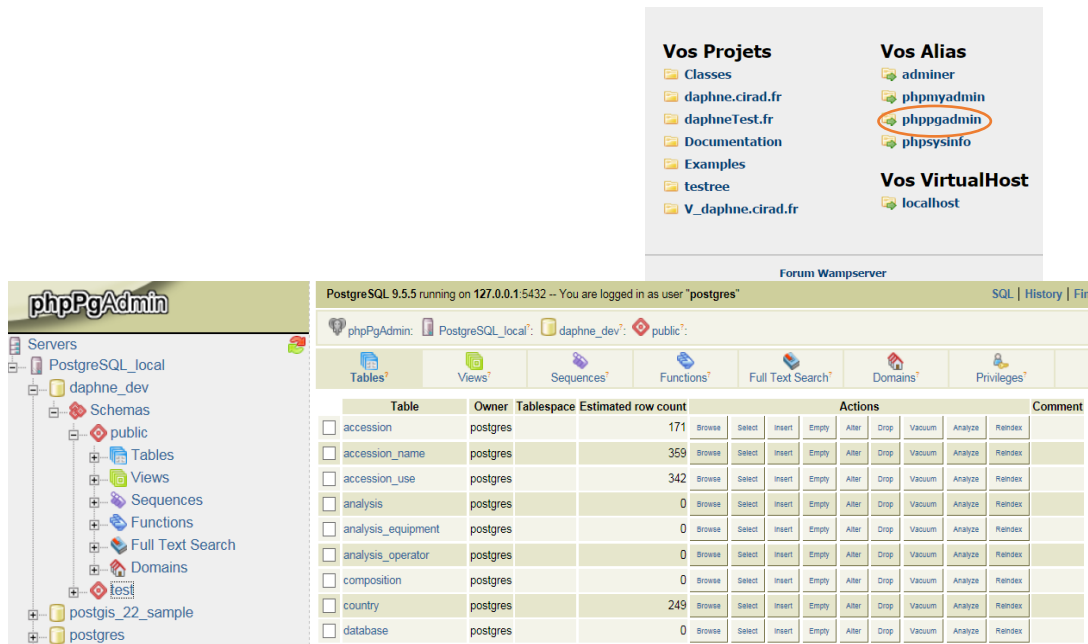 Vos Projets
Classes
daphne.cirad.fr
daphneTest.fr
Documentation
Examples
testree
V_daphne.cirad.fr
Vos Alias
adminer
phpmyadmin
phppgadmin
phpsysinfo
Vos VirtualHost
localhost
Forum Wampserver
phpPgAdmin
Servers
PostgreSQL_local
daphne_dev
Schemas
public
Tables
Views
Sequences
Functions
Full Text Search
Domains
test
postgis_22_sample
postgres
PostgreSQL 9.5.5 running on 127.0.0.1:5432 -- You are logged in as user "postgres"
SQL | History | Fin
phpPgAdmin: PostgreSQL_local?: daphne_dev?: public?:
Tables? Views? Sequences? Functions? Full Text Search? Domains? Privileges?
Table Owner Tablespace Estimated row count Actions Comment
accession postgres 171 Browse Select Insert Empty Alter Drop Vacuum Analyze Reindex
accession_name postgres 359 Browse Select Insert Empty Alter Drop Vacuum Analyze Reindex
accession_use postgres 342 Browse Select Insert Empty Alter Drop Vacuum Analyze Reindex
analysis postgres 0 Browse Select Insert Empty Alter Drop Vacuum Analyze Reindex
analysis_equipment postgres 0 Browse Select Insert Empty Alter Drop Vacuum Analyze Reindex
analysis_operator postgres 0 Browse Select Insert Empty Alter Drop Vacuum Analyze Reindex
composition postgres 0 Browse Select Insert Empty Alter Drop Vacuum Analyze Reindex
country postgres 249 Browse Select Insert Empty Alter Drop Vacuum Analyze Reindex
database postgres 0 Browse Select Insert Empty Alter Drop Vacuum Analyze Reindex